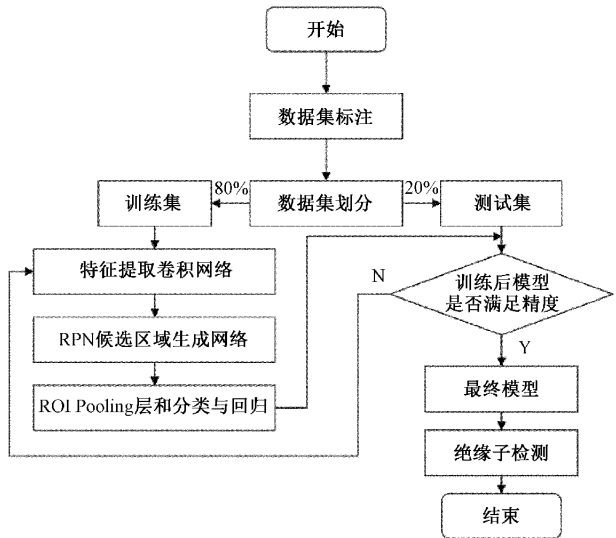 开始
数据集标注
训练集
80%
数据集划分
20%
测试集
特征提取卷积网络
N
训练后模型
是否满足精度
RPN候选区域生成网络
Y
ROI Pooling层和分类与回归
最终模型
绝缘子检测
结束